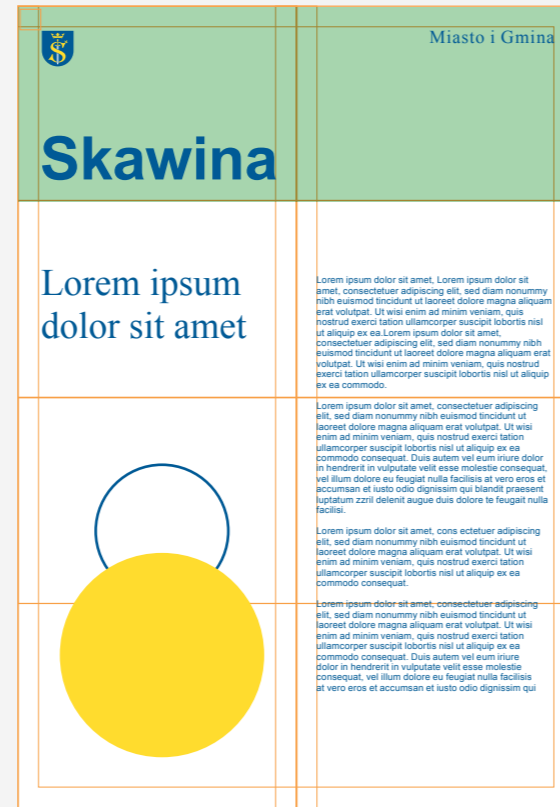 Miasto i Gmina
Skawina
Lorem ipsum
dolor sit amet
Lorem ipsum dolor sit amet, Lorem ipsum dolor sit
amet, consectetuer adipiscing elit, sed diam nonummy
nibh euismod tincidunt ut laoreet dolore magna aliquam
erat volutpat. Ut wisi enim ad minim veniam, quis
nostrud exerci tation ullamcorper suscipit lobortis nisl
ut aliquip ex ea.Lorem ipsum dolor sit amet,
consectetuer adipiscing elit, sed diam nonummy nibh
euismod tincidunt ut laoreet dolore magna aliquam erat
volutpat. Ut wisi enim ad minim veniam, quis nostrud
exerci tation ullamcorper suscipit lobortis nisl ut aliquip
ex ea commodo.
Lorem ipsum dolor sit amet, consectetuer adipiscing
elit, sed diam nonummy nibh euismod tincidunt ut
laoreet dolore magna aliquam erat volutpat. Ut wisi
enim ad minim veniam, quis nostrud exerci tation
ullamcorper suscipit lobortis nisl ut aliquip ex ea
commodo consequat. Duis autem vel eum iriure dolor
in hendrerit in vulputate velit esse molestie consequat,
vel illum dolore eu feugiat nulla facilisis at vero eros et
accumsan et iusto odio dignissim qui blandit praesent
luptatum zzril delenit augue duis dolore te feugait nulla
facilisi.
Lorem ipsum dolor sit amet, cons ectetuer adipiscing
elit, sed diam nonummy nibh euismod tincidunt ut
laoreet dolore magna aliquam erat volutpat. Ut wisi
enim ad minim veniam, quis nostrud exerci tation
ullamcorper suscipit lobortis nisl ut aliquip ex ea
commodo consequat.
Lorem ipsum dolor sit amet, consectetuer adipiscing
elit, sed diam nonummy nibh euismod tincidunt ut
laoreet dolore magna aliquam erat volutpat. Ut wisi
enim ad minim veniam, quis nostrud exerci tation
ullamcorper suscipit lobortis nisl ut aliquip ex ea
commodo consequat. Duis autem vel eum iriure
dolor in hendrerit in vulputate velit esse molestie
consequat, vel illum dolore eu feugiat nulla facilisis
at vero eros et accumsan et iusto odio dignissim qui